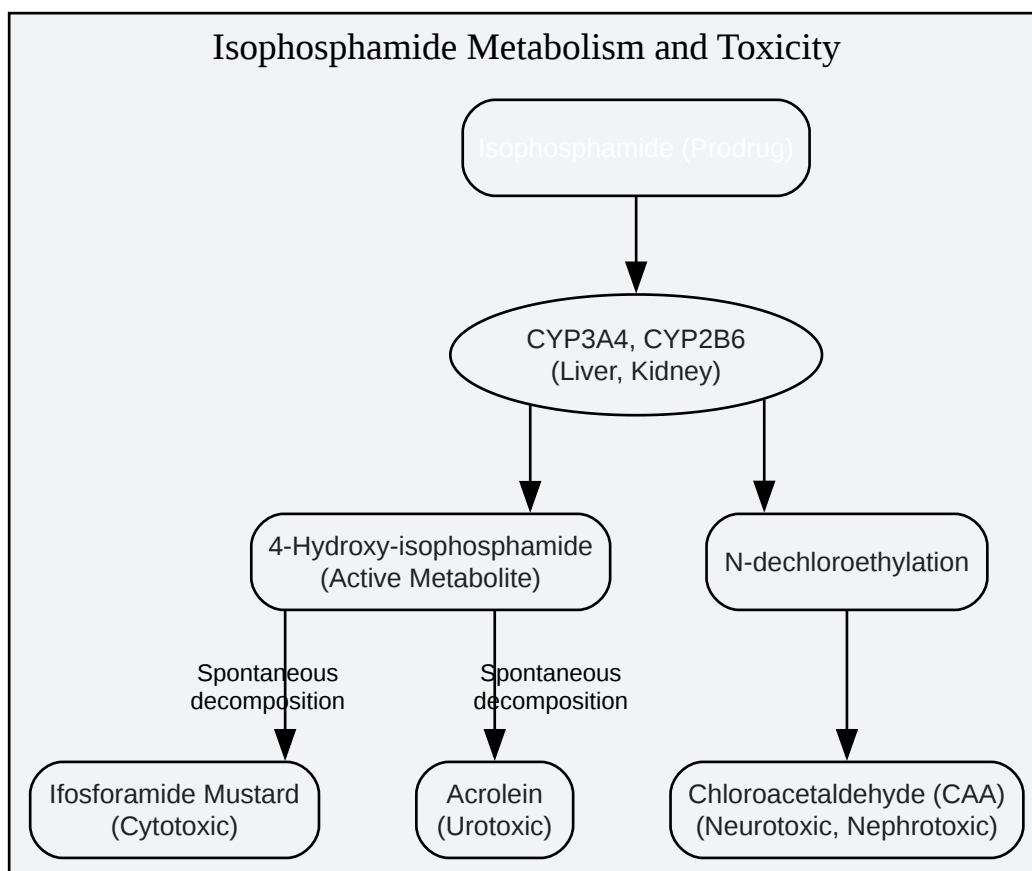 Isophosphamide Metabolism and Toxicity
Isophosphamide (Prodrug)
CYP3A4, CYP2B6
(Liver, Kidney)
4-Hydroxy-isophosphamide
(Active Metabolite)
N-dechloroethylation
Spontaneous
decomposition
Spontaneous
decomposition
Ifosforamide Mustard
(Cytotoxic)
Acrolein
(Urotoxic)
Chloroacetaldehyde (CAA)
(Neurotoxic, Nephrotoxic)